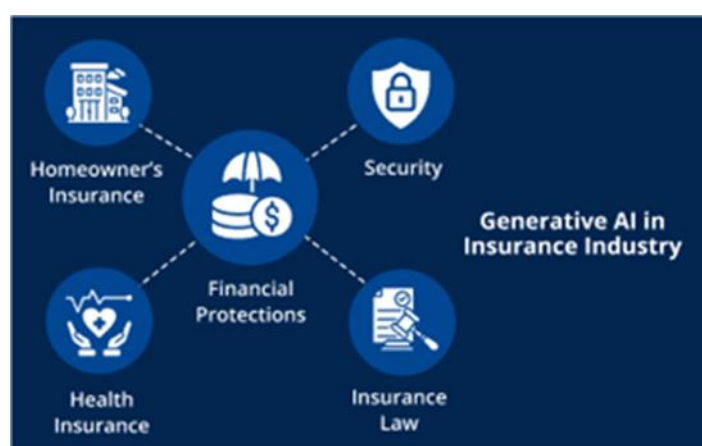 Homeowner's
Insurance
Security
Generative AI in
Insurance Industry
$
Financial
Protections
Health
Insurance
Insurance
Law